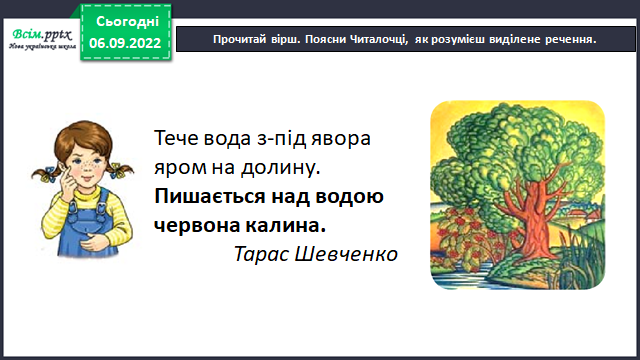 Всім.pptx
Нова українська школа
Сьогодні
06.09.2022
Прочитай вірш. Поясни Читалочці, як розумієш виділене речення.
Тече вода з-під явора
яром на долину.
Пишається над водою
червона калина.
Тарас Шевченко